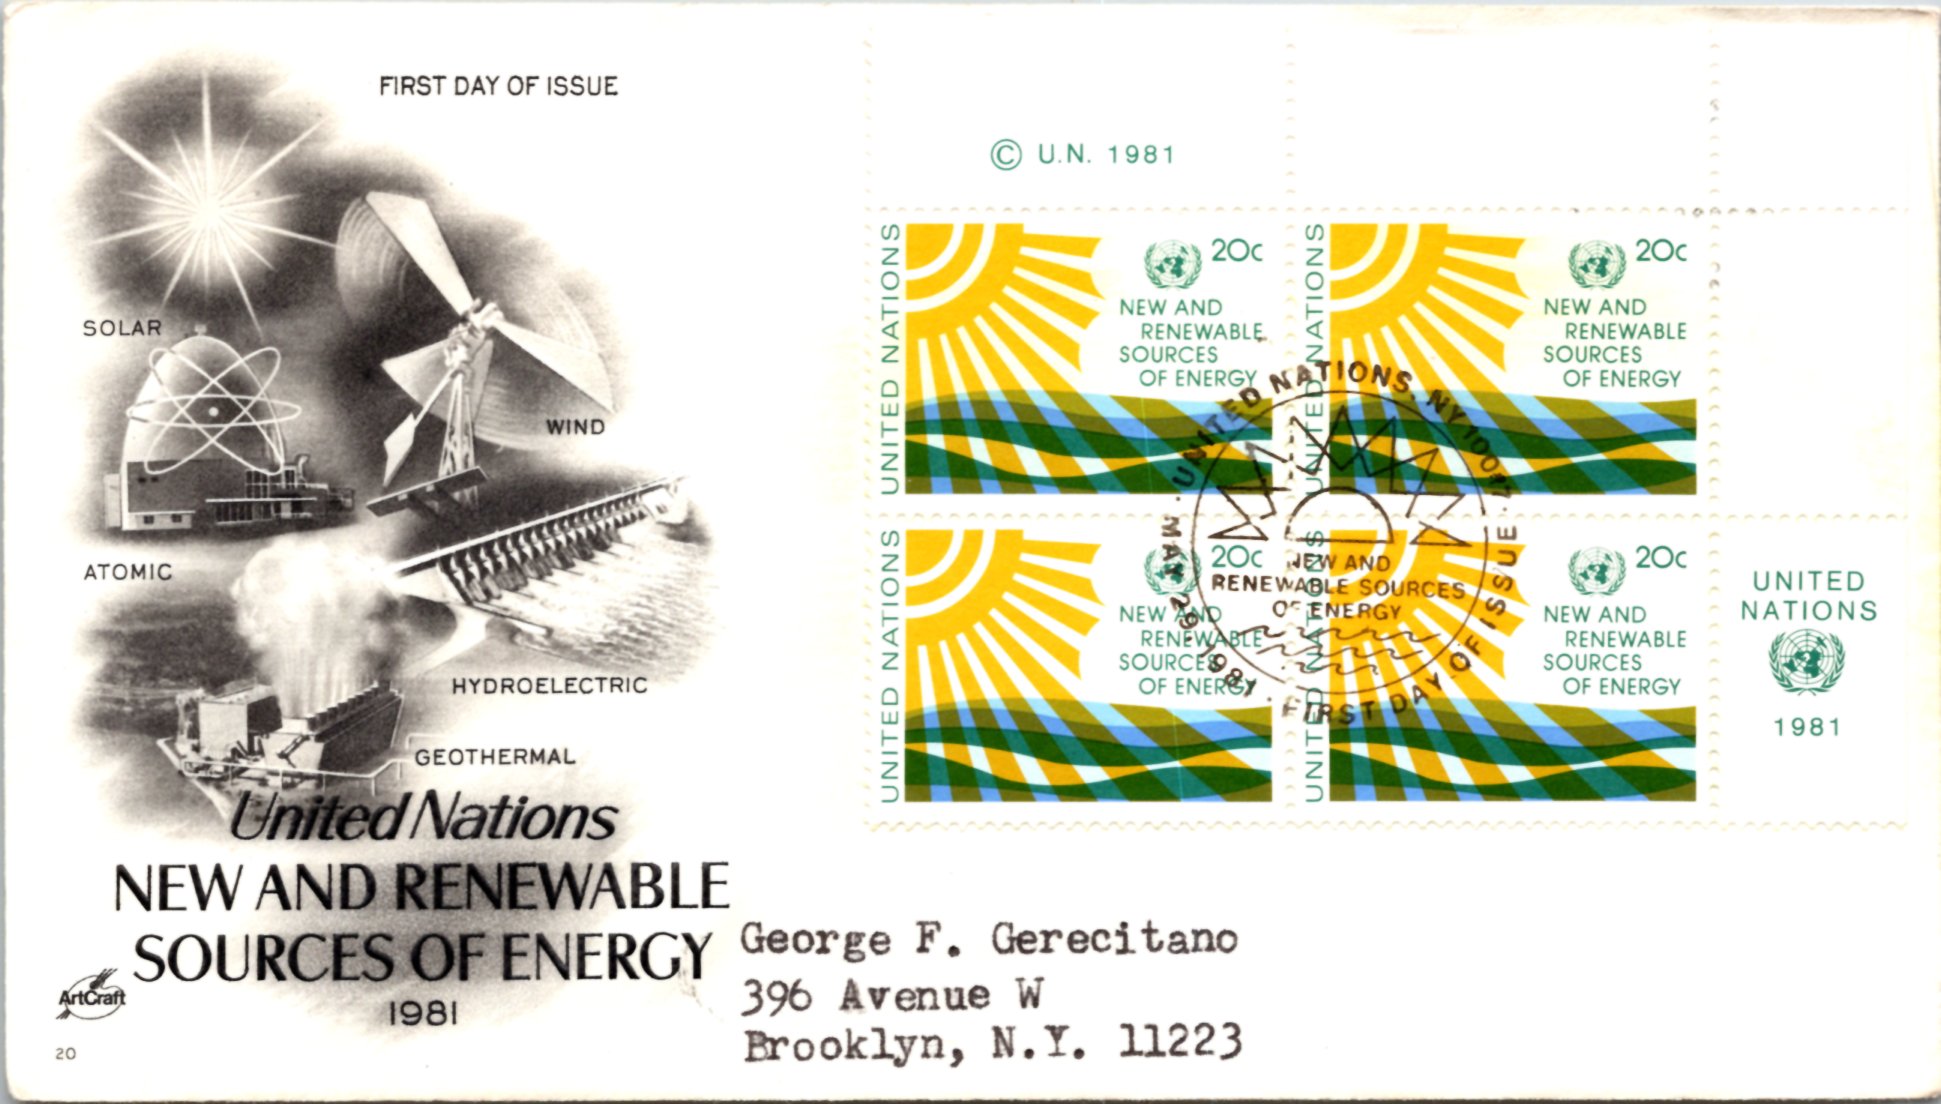 FIRST DAY OF ISSUE
SOLAR
WIND
ATOMIC
HYDROELECTRIC
GEOTHERMAL
United Nations
NEW AND RENEWABLE
SOURCES OF ENERGY
1981
ArtCraft
20
© U.N. 1981
UNITED NATIONS
20c
NEW AND
RENEWABLE
SOURCES
OF ENERGY
UNITED NATIONS
20c
NEW AND
RENEWABLE
SOURCES
OF ENERGY
UNITED NATIONS
20c
NEW AND
RENEWABLE
SOURCES
OF ENERGY
UNITED NATIONS
20c
NEW AND
RENEWABLE
SOURCES
OF ENERGY
UNITED NATIONS, NY 10017
MAY 29, 1981 · FIRST DAY OF ISSUE
NEW AND
RENEWABLE SOURCES
OF ENERGY
UNITED
NATIONS
1981
George F. Gerecitano
396 Avenue W
Brooklyn, N.Y. 11223